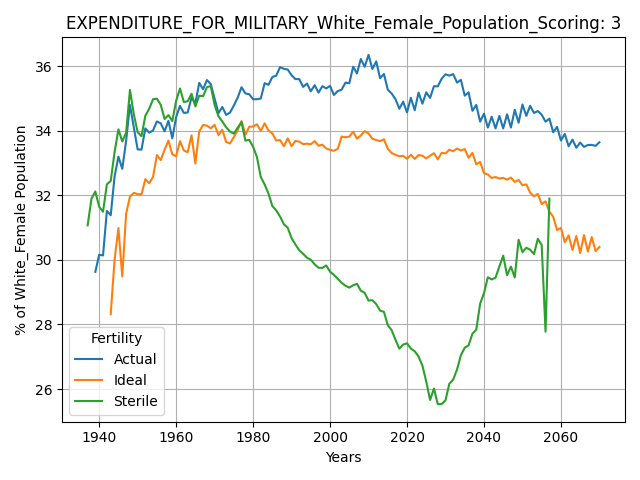 EXPENDITURE_FOR_MILITARY_White_Female_Population_Scoring: 3
% of White_Female Population
36
34
32
30
28
26
Fertility
Actual
Ideal
Sterile
1940
1960
1980
2000
2020
2040
2060
Years